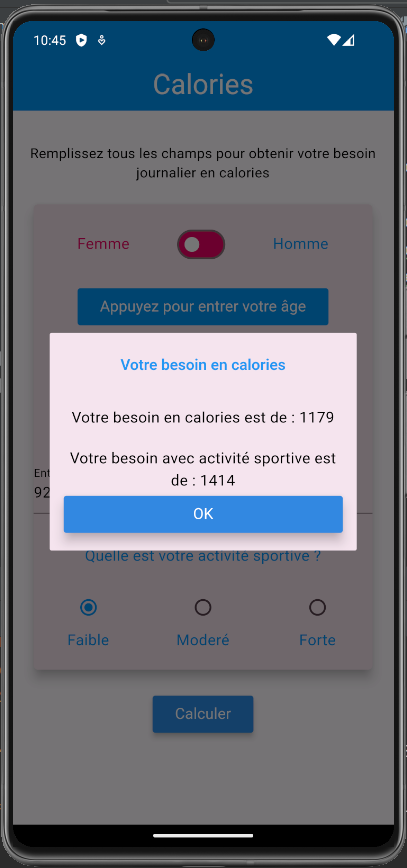 10:45
Calories
Remplissez tous les champs pour obtenir votre besoin
journalier en calories
Femme
Homme
Appuyez pour entrer votre âge
Votre besoin en calories
Votre besoin en calories est de : 1179
Votre besoin avec activité sportive est
de : 1414
Ent
92
OK
Quelle est votre activité sportive ?
Faible
Moderé
Forte
Calculer